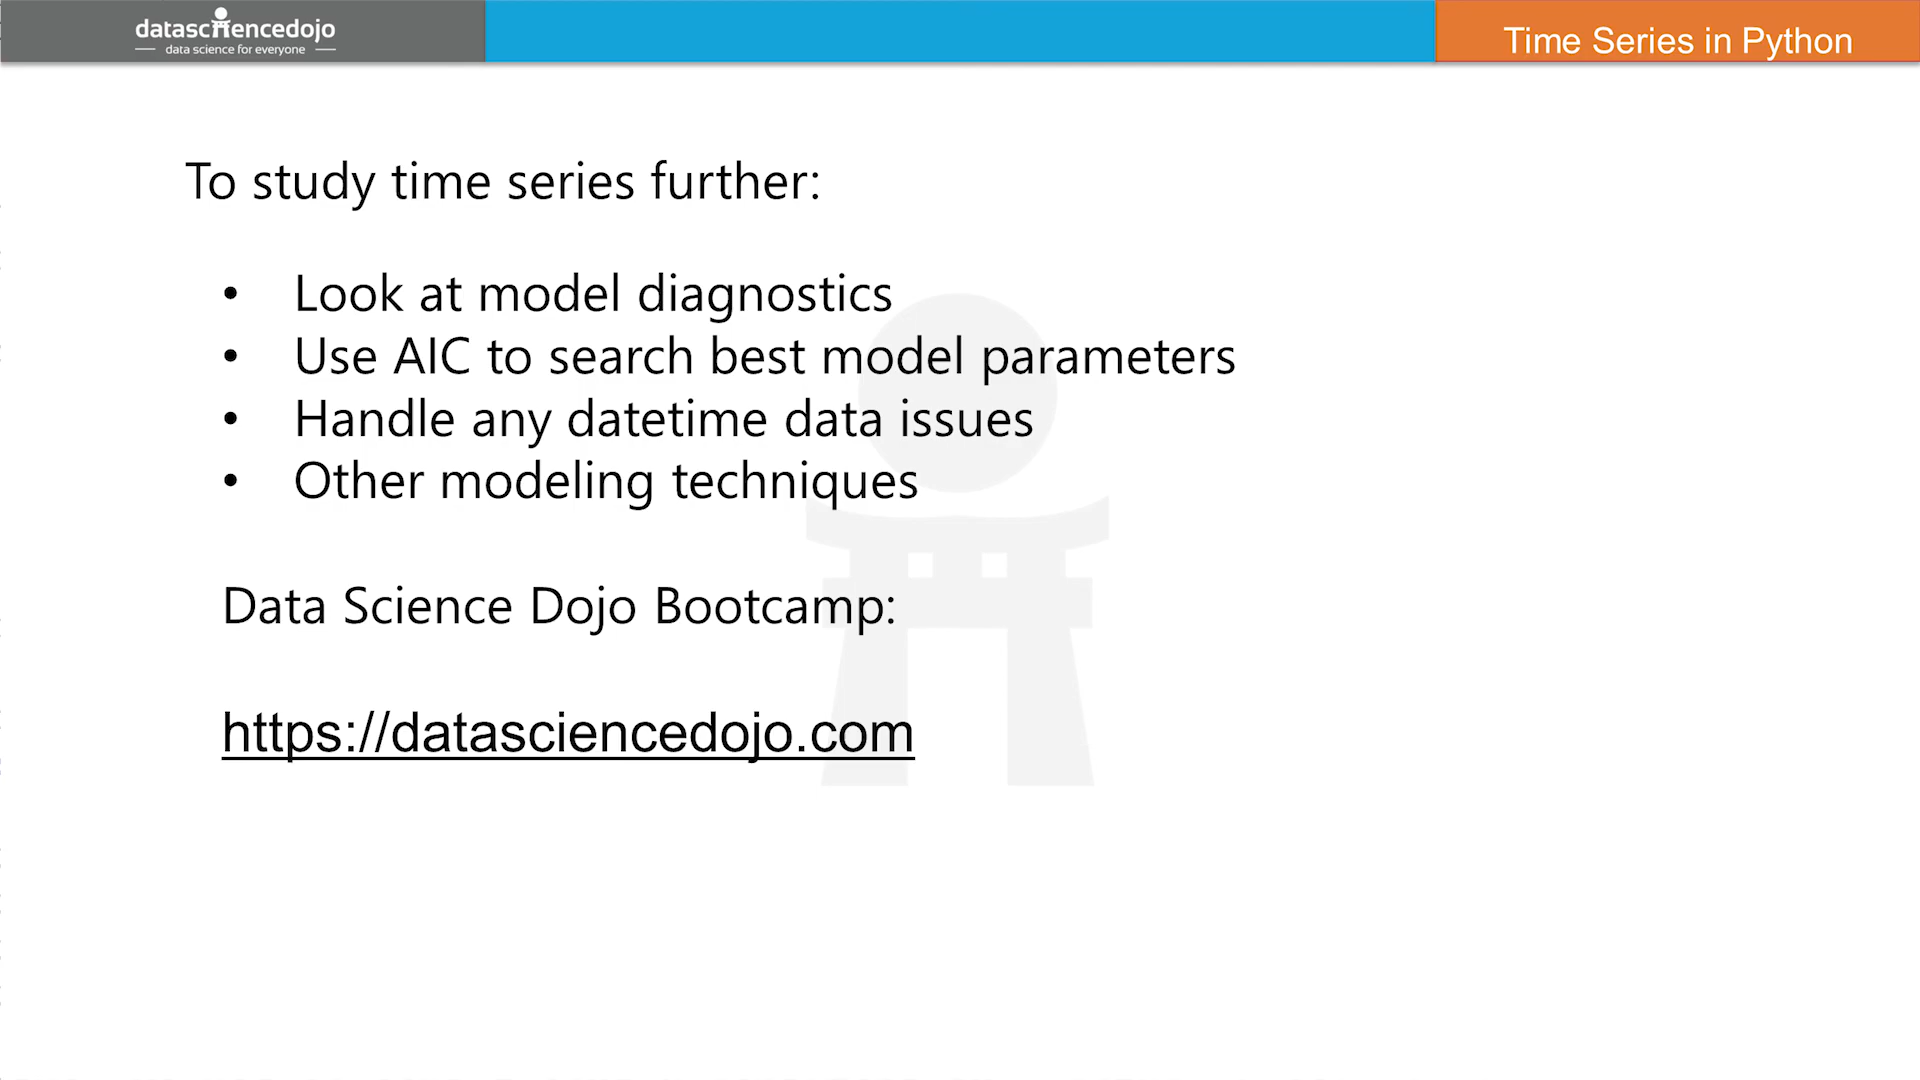 datasciencedojo
data science for everyone
Time Series in Python
To study time series further:
• Look at model diagnostics
• Use AIC to search best model parameters
• Handle any datetime data issues
• Other modeling techniques
Data Science Dojo Bootcamp:
https://datasciencedojo.com